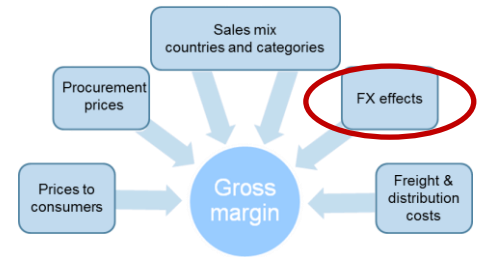 Sales mix
countries and categories
Procurement
prices
FX effects
Gross
margin
Prices to
consumers
Freight &
distribution
costs